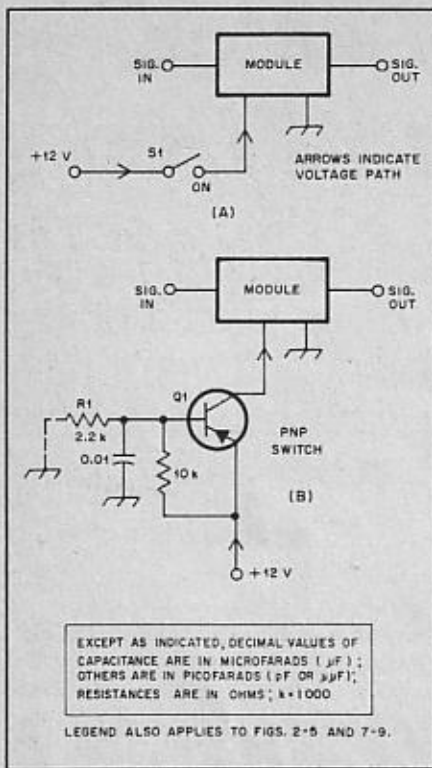 SIG. IN
MODULE
SIG. OUT
+12 V
S1
ON
ARROWS INDICATE
VOLTAGE PATH
(A)
SIG. IN
MODULE
SIG. OUT
Q1
R1
2.2 k
0.01
10 k
PNP
SWITCH
(B)
+12 V
EXCEPT AS INDICATED, DECIMAL VALUES OF
CAPACITANCE ARE IN MICROFARADS ( µF ) ;
OTHERS ARE IN PICOFARADS ( pF OR µµF);
RESISTANCES ARE IN OHMS; k=1000
LEGEND ALSO APPLIES TO FIGS. 2-5 AND 7-9.